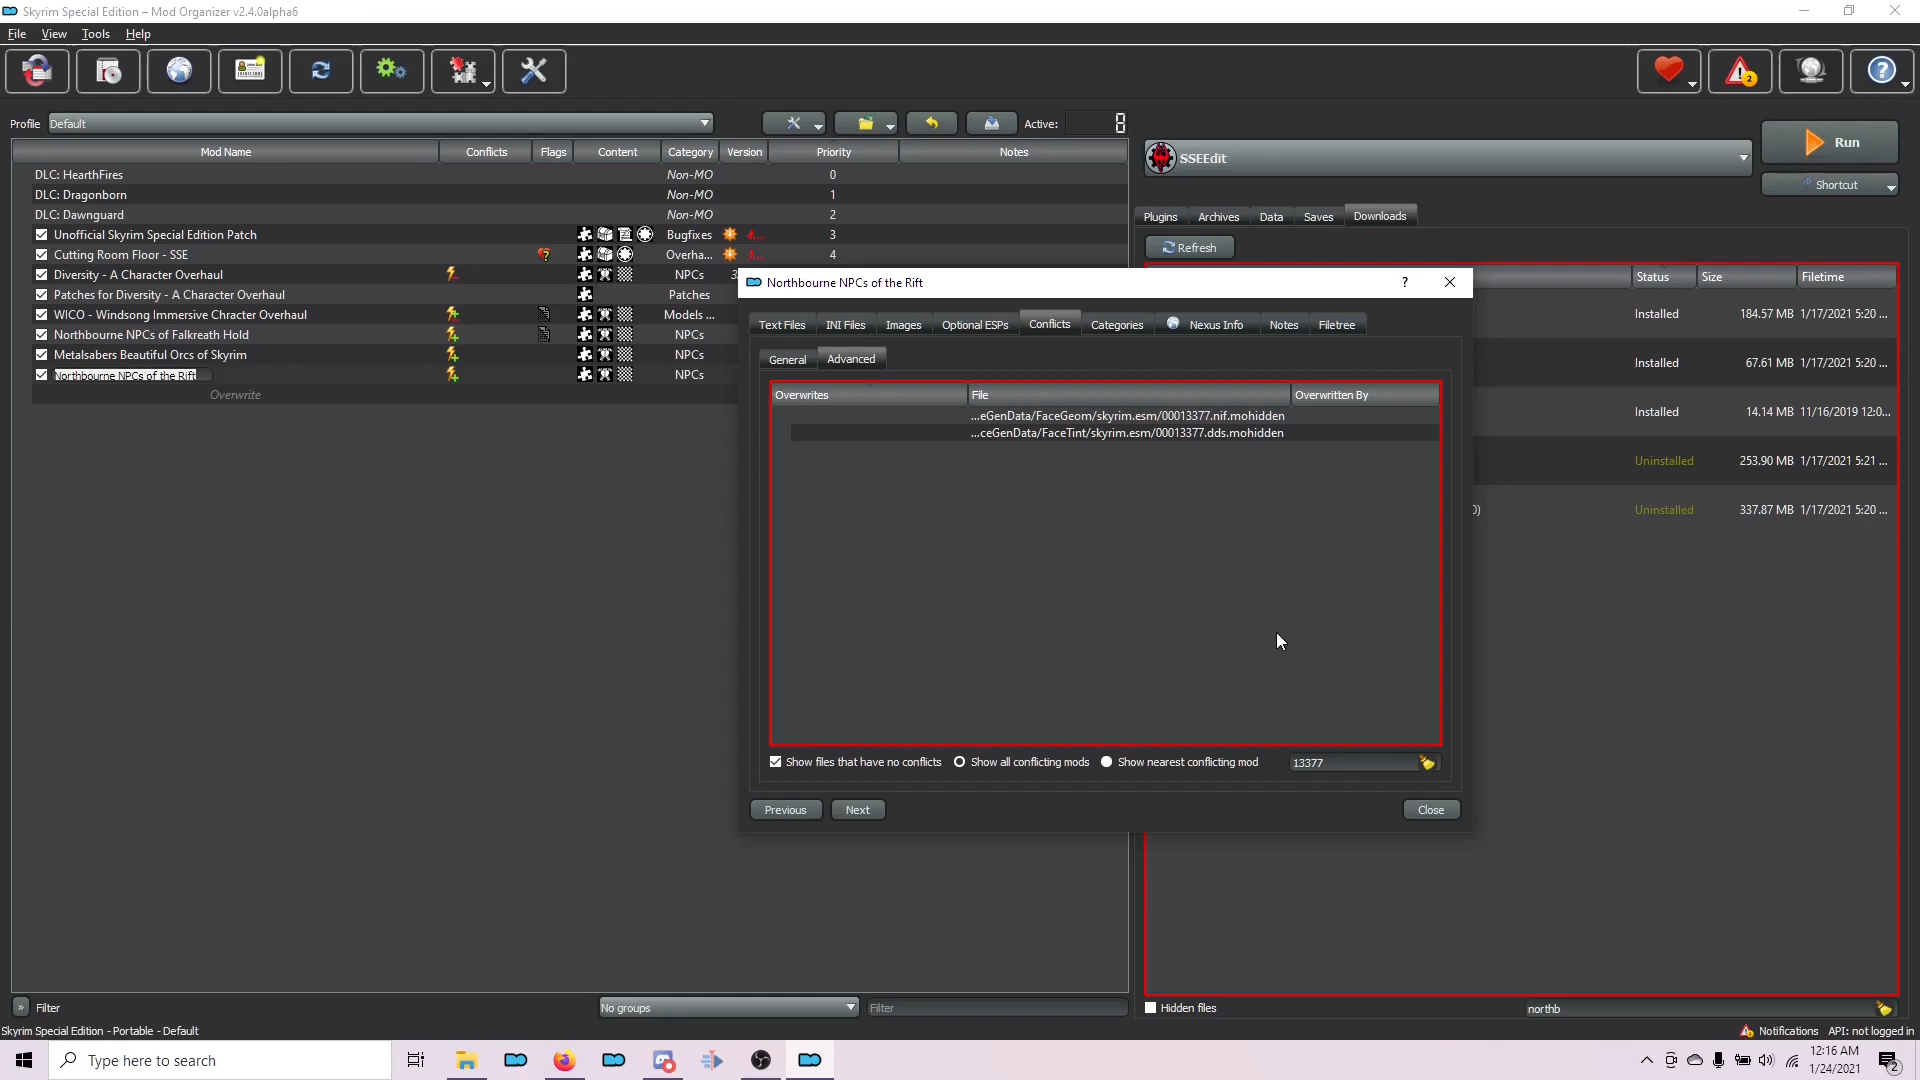 Skyrim Special Edition – Mod Organizer v2.4.0alpha6
File View Tools Help
Profile Default Active: 0
Mod Name Conflicts Flags Content Category Version Priority Notes
DLC: HearthFires Non-MO 0
DLC: Dragonborn Non-MO 1
DLC: Dawnguard Non-MO 2
Unofficial Skyrim Special Edition Patch Bugfixes 4... 3
Cutting Room Floor - SSE Overha... 3... 4
Diversity - A Character Overhaul NPCs
Patches for Diversity - A Character Overhaul Patches
WICO - Windsong Immersive Chracter Overhaul Models ...
Northbourne NPCs of Falkreath Hold NPCs
Metalsabers Beautiful Orcs of Skyrim NPCs
Northbourne NPCs of the Rift NPCs
Overwrite
SSEEdit
Run
Shortcut
Plugins Archives Data Saves Downloads
Refresh
Status Size Filetime
Installed 184.57 MB 1/17/2021 5:20 ...
Installed 67.61 MB 1/17/2021 5:20 ...
Installed 14.14 MB 11/16/2019 12:0...
Uninstalled 253.90 MB 1/17/2021 5:21 ...
0) Uninstalled 337.87 MB 1/17/2021 5:20 ...
Northbourne NPCs of the Rift ?
Text Files INI Files Images Optional ESPs Conflicts Categories Nexus Info Notes Filetree
General Advanced
Overwrites File Overwritten By
...eGenData/FaceGeom/skyrim.esm/00013377.nif.mohidden
...ceGenData/FaceTint/skyrim.esm/00013377.dds.mohidden
Show files that have no conflicts Show all conflicting mods Show nearest conflicting mod 13377
Previous Next Close
» Filter No groups Filter Hidden files northb
Skyrim Special Edition - Portable - Default Notifications API: not logged in
Type here to search
12:16 AM
1/24/2021
2